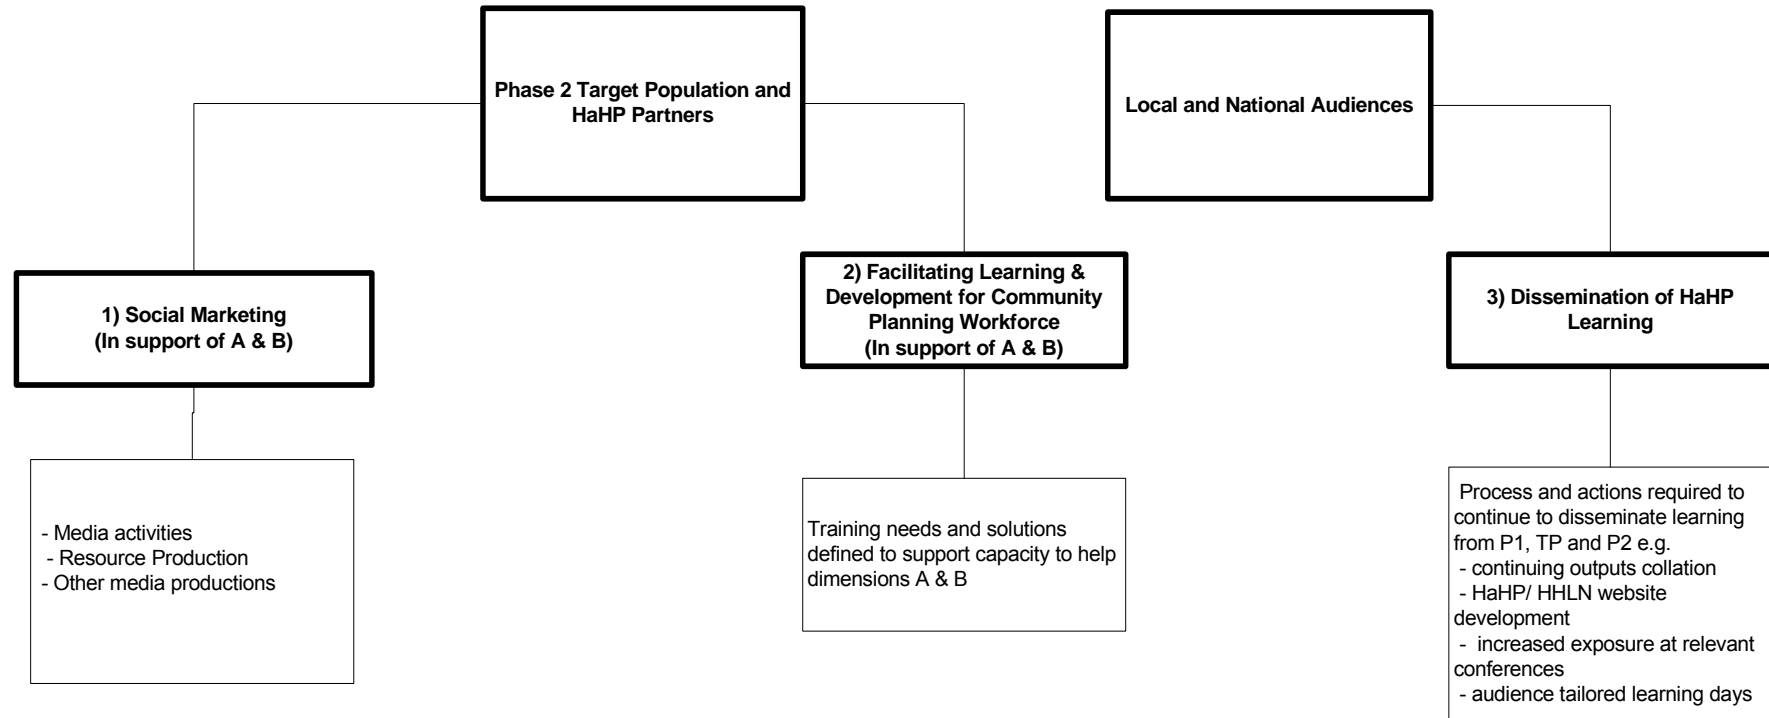 Phase 2 Target Population and
HaHP Partners
Local and National Audiences
1) Social Marketing
(In support of A & B)
2) Facilitating Learning &
Development for Community
Planning Workforce
(In support of A & B)
3) Dissemination of HaHP
Learning
- Media activities
- Resource Production
- Other media productions
Training needs and solutions
defined to support capacity to help
dimensions A & B
Process and actions required to
continue to disseminate learning
from P1, TP and P2 e.g.
- continuing outputs collation
- HaHP/ HHLN website
development
- increased exposure at relevant
conferences
- audience tailored learning days